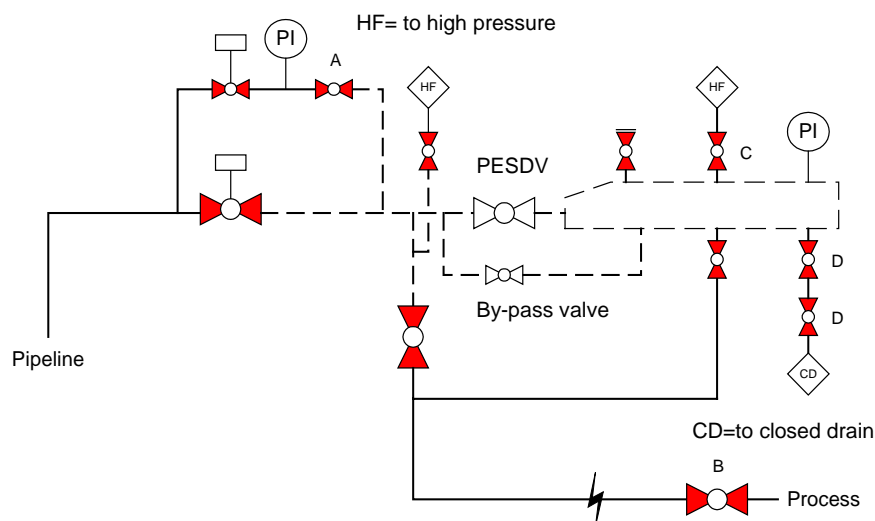 HF= to high pressure
PI
A
HF
HF
C
PI
PESDV
D
By-pass valve
D
Pipeline
CD
CD=to closed drain
B
Process